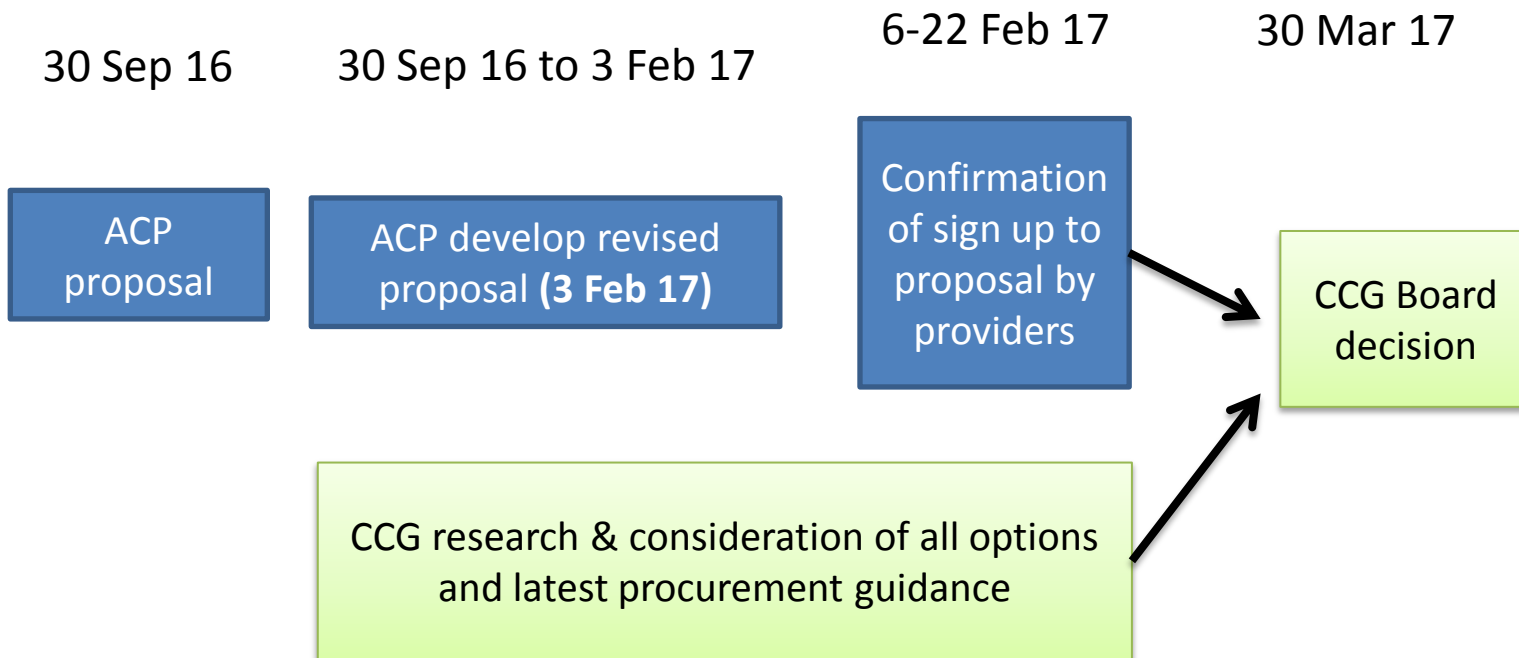 30 Sep 16
30 Sep 16 to 3 Feb 17
6-22 Feb 17
30 Mar 17
ACP
proposal
ACP develop revised
proposal (3 Feb 17)
Confirmation
of sign up to
proposal by
providers
CCG Board
decision
CCG research & consideration of all options
and latest procurement guidance